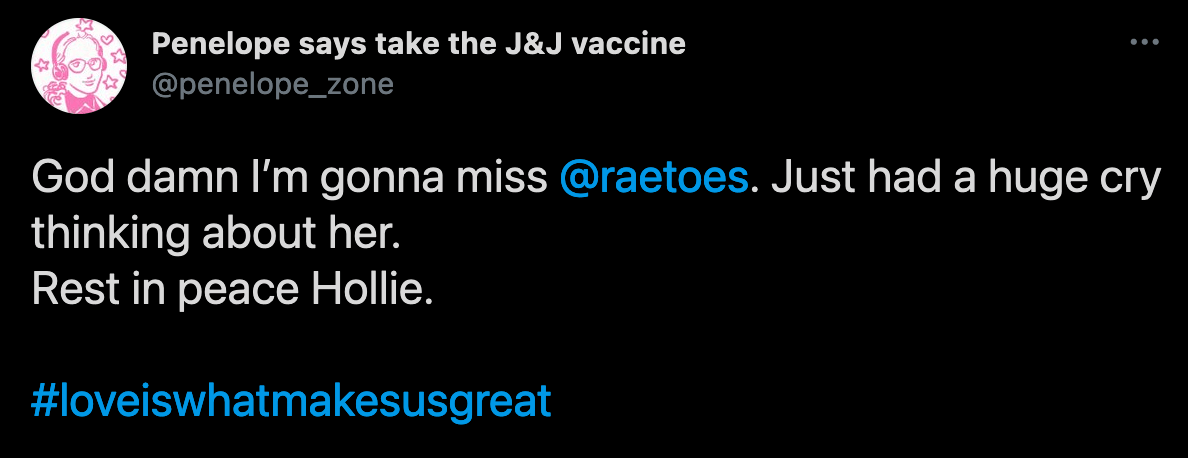 Penelope says take the J&J vaccine
@penelope_zone
God damn I’m gonna miss @raetoes. Just had a huge cry
thinking about her.
Rest in peace Hollie.
#loveiswhatmakesusgreat